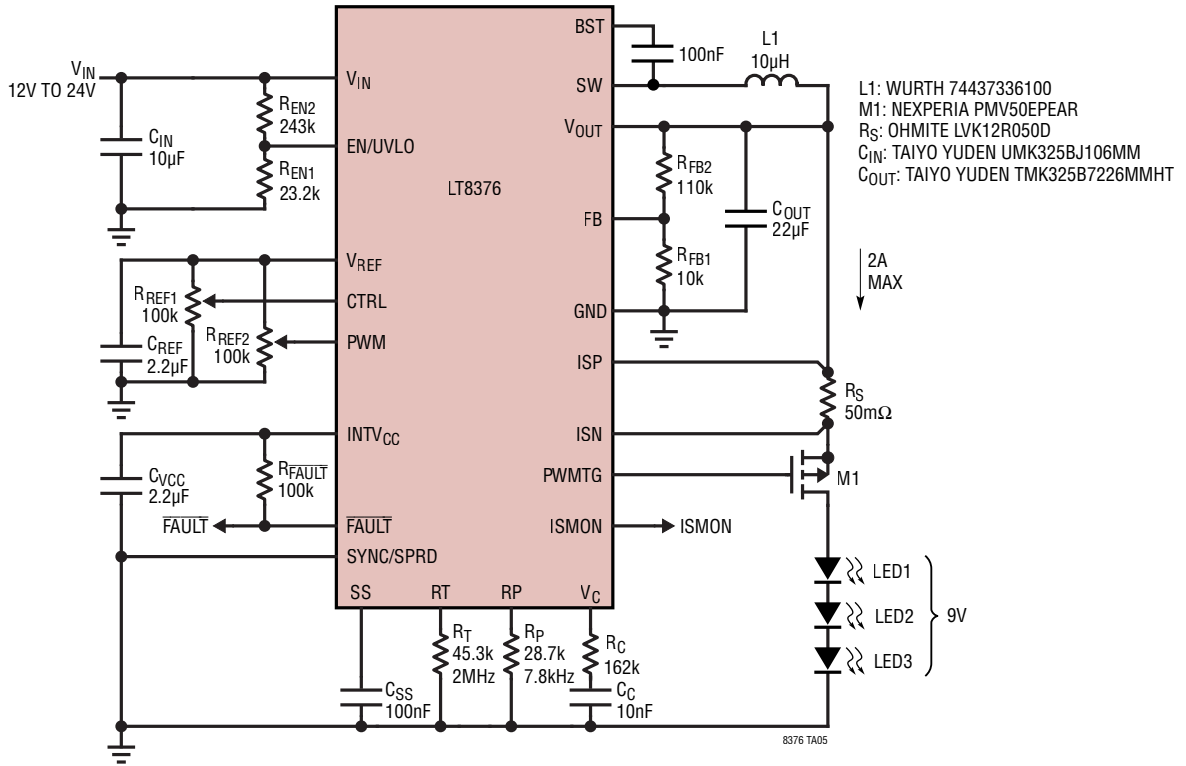 V_IN
12V TO 24V
C_IN
10µF
R_EN2
243k
R_EN1
23.2k
V_IN
EN/UVLO
LT8376
BST
SW
V_OUT
FB
GND
100nF
L1
10µH
R_FB2
110k
R_FB1
10k
C_OUT
22µF
L1: WURTH 74437336100
M1: NEXPERIA PMV50EPEAR
R_S: OHMITE LVK12R050D
C_IN: TAIYO YUDEN UMK325BJ106MM
C_OUT: TAIYO YUDEN TMK325B7226MMHT
2A
MAX
R_REF1
100k
R_REF2
100k
C_REF
2.2µF
V_REF
CTRL
PWM
ISP
ISN
PWMTG
ISMON
ISMON
R_S
50mΩ
M1
C_VCC
2.2µF
R_FAULT
100k
FAULT
INTV_CC
FAULT
SYNC/SPRD
SS
RT
RP
V_C
LED1
LED2
LED3
9V
C_SS
100nF
R_T
45.3k
2MHz
R_P
28.7k
7.8kHz
R_C
162k
C_C
10nF
8376 TA05